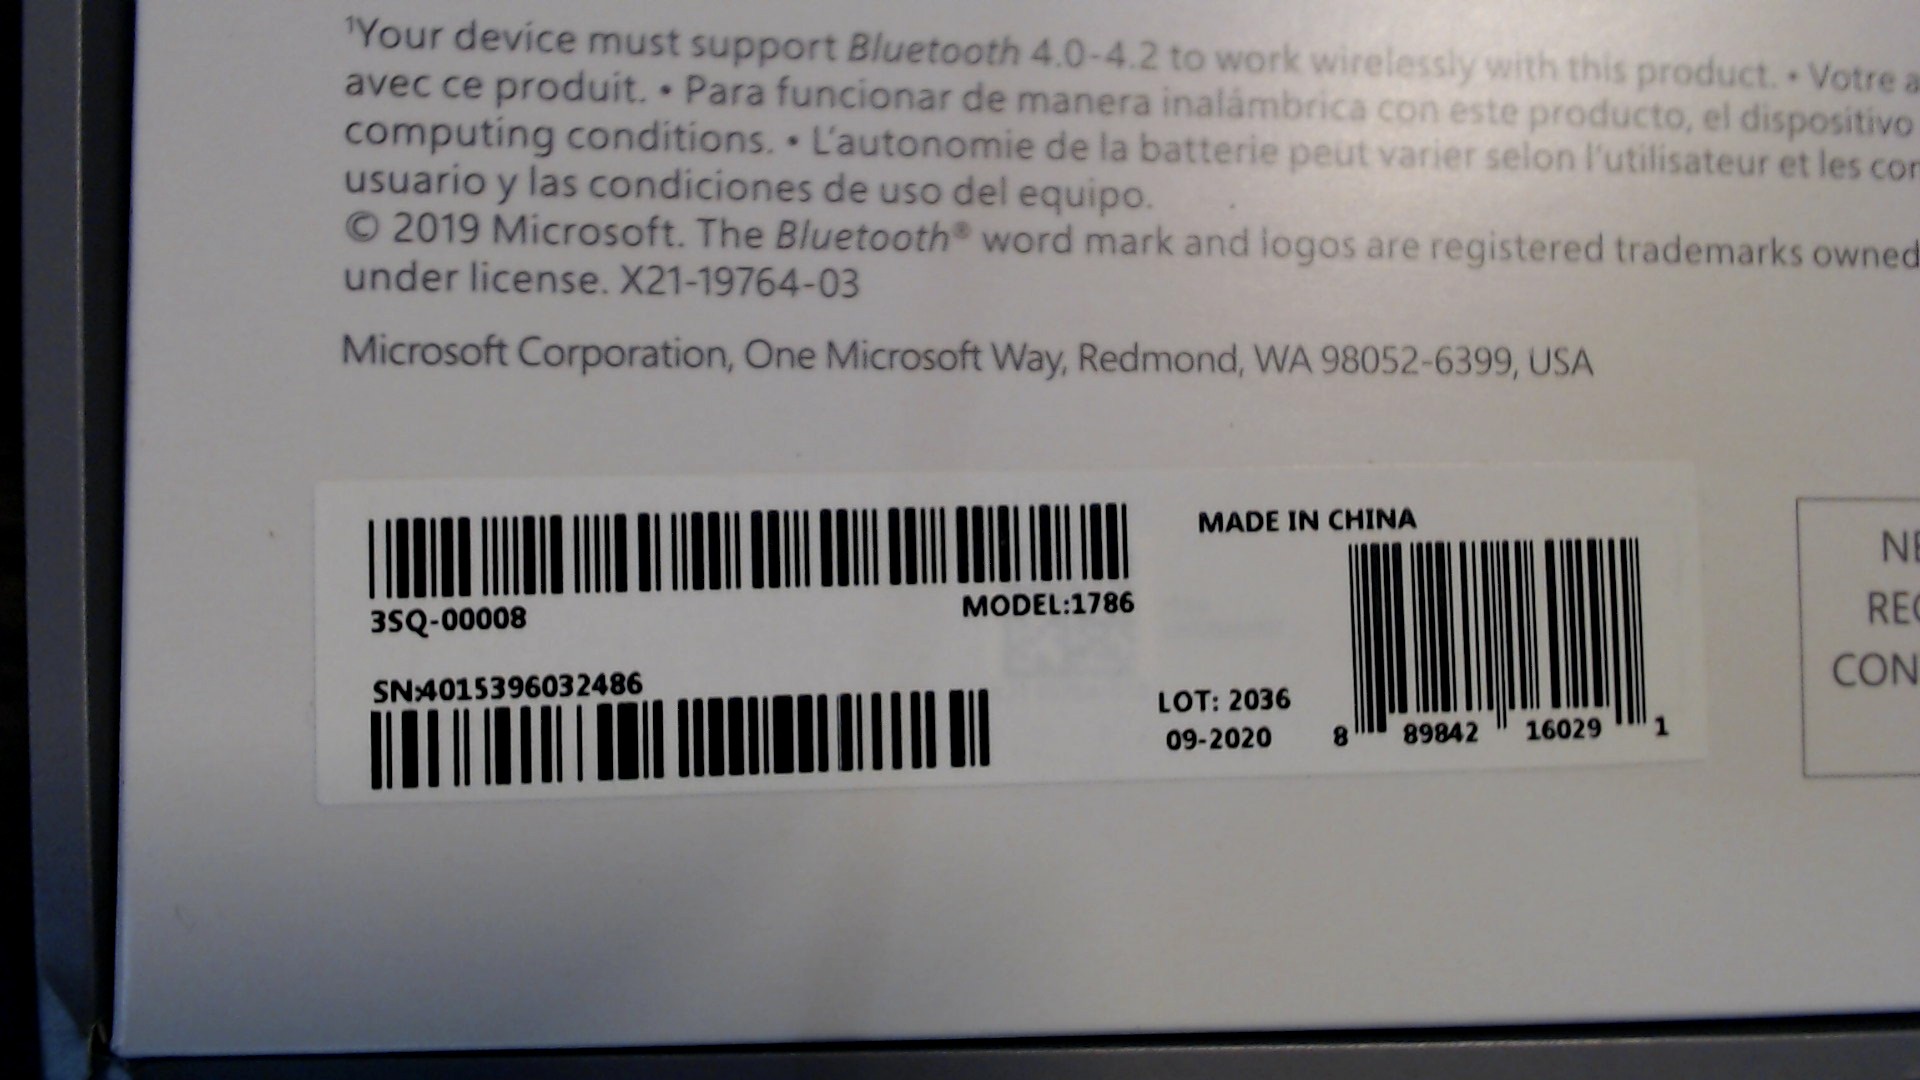 ¹Your device must support Bluetooth 4.0-4.2 to work wirelessly with this product. • Votre a
avec ce produit. • Para funcionar de manera inalámbrica con este producto, el dispositivo
computing conditions. • L'autonomie de la batterie peut varier selon l'utilisateur et les con
usuario y las condiciones de uso del equipo.
© 2019 Microsoft. The Bluetooth® word mark and logos are registered trademarks owned
under license. X21-19764-03
Microsoft Corporation, One Microsoft Way, Redmond, WA 98052-6399, USA
MADE IN CHINA
3SQ-00008 MODEL:1786
SN:4015396032486
LOT: 2036
09-2020
8 89842 16029 1
NE
REC
CON